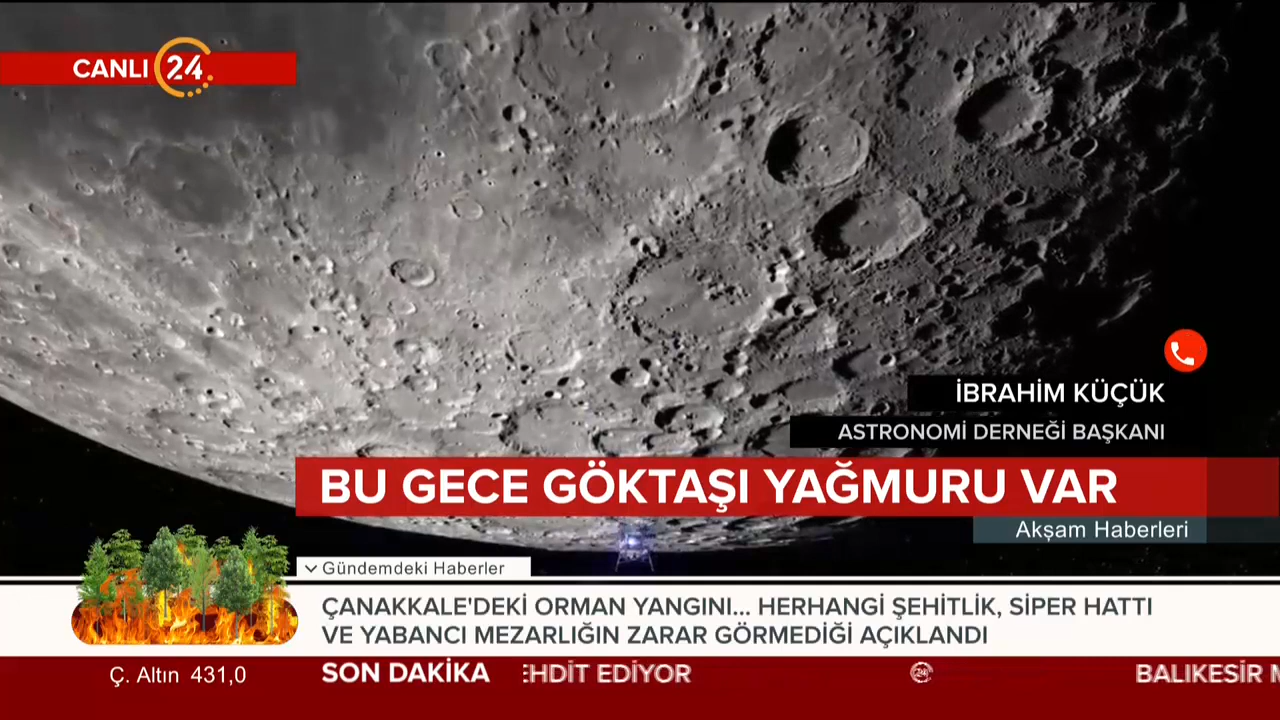 CANLI 24
İBRAHİM KÜÇÜK
ASTRONOMİ DERNEĞİ BAŞKANI
BU GECE GÖKTAŞI YAĞMURU VAR
Akşam Haberleri
Gündemdeki Haberler
ÇANAKKALE'DEKİ ORMAN YANGINI... HERHANGİ ŞEHİTLİK, SİPER HATTI
VE YABANCI MEZARLIĞIN ZARAR GÖRMEDİĞİ AÇIKLANDI
Ç. Altın 431,0
SON DAKİKA EHDİT EDİYOR 24 BALIKESİR